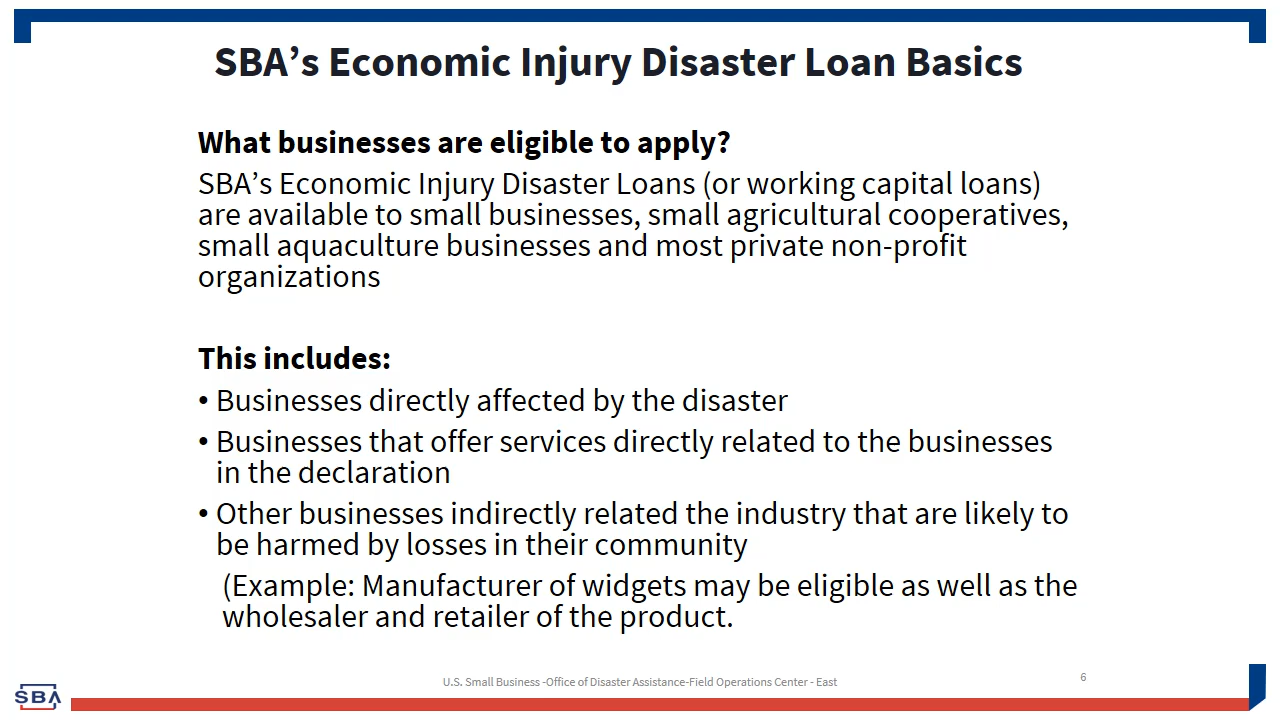 SBA’s Economic Injury Disaster Loan Basics
What businesses are eligible to apply?
SBA’s Economic Injury Disaster Loans (or working capital loans)
are available to small businesses, small agricultural cooperatives,
small aquaculture businesses and most private non-profit
organizations
This includes:
• Businesses directly affected by the disaster
• Businesses that offer services directly related to the businesses
in the declaration
• Other businesses indirectly related the industry that are likely to
be harmed by losses in their community
(Example: Manufacturer of widgets may be eligible as well as the
wholesaler and retailer of the product.
U.S. Small Business -Office of Disaster Assistance-Field Operations Center - East
6
SBA